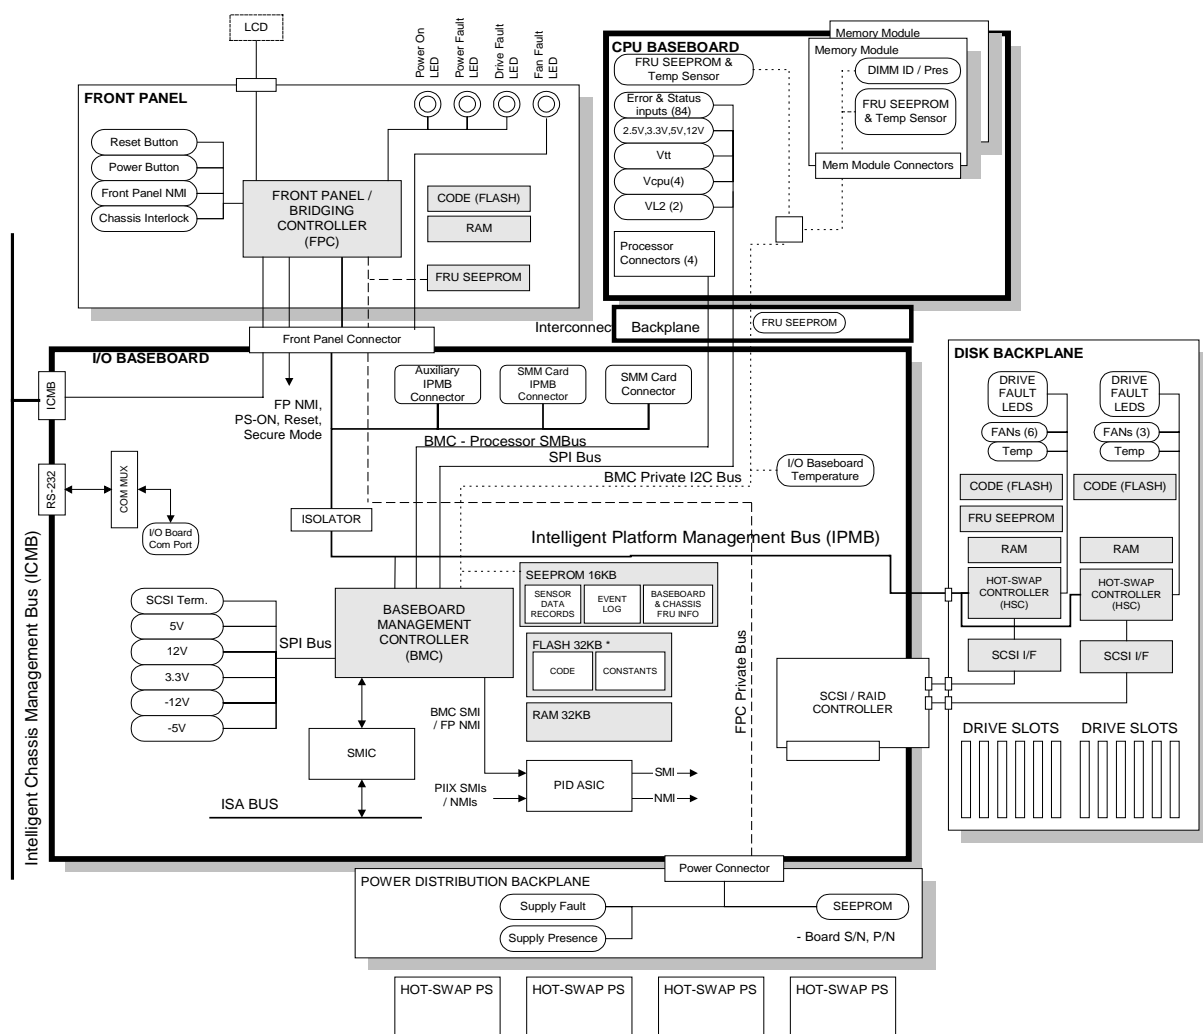 LCD
Power On
LED
Power Fault
LED
Drive Fault
LED
Fan Fault
LED
FRONT PANEL
Reset Button
Power Button
Front Panel NMI
Chassis Interlock
FRONT PANEL /
BRIDGING
CONTROLLER
(FPC)
CODE (FLASH)
RAM
FRU SEEPROM
Front Panel Connector
CPU BASEBOARD
FRU SEEPROM &
Temp Sensor
Error & Status
inputs (84)
2.5V,3.3V,5V,12V
Vtt
Vcpu(4)
VL2 (2)
Processor
Connectors (4)
Memory Module
Memory Module
DIMM ID / Pres
FRU SEEPROM
& Temp Sensor
Mem Module Connectors
Interconnec
Backplane
FRU SEEPROM
I/O BASEBOARD
ICMB
RS-232
COM MUX
I/O Board
Com Port
FP NMI,
PS-ON, Reset,
Secure Mode
Auxiliary
IPMB
Connector
SMM Card
IPMB
Connector
SMM Card
Connector
BMC - Processor SMBus
SPI Bus
BMC Private I2C Bus
I/O Baseboard
Temperature
ISOLATOR
Intelligent Platform Management Bus (IPMB)
Intelligent Chassis Management Bus (ICMB)
SCSI Term.
5V
12V
3.3V
-12V
-5V
SPI Bus
BASEBOARD
MANAGEMENT
CONTROLLER
(BMC)
SEEPROM 16KB
SENSOR
DATA
RECORDS
EVENT
LOG
BASEBOARD
& CHASSIS
FRU INFO
FLASH 32KB *
CODE
CONSTANTS
RAM 32KB
BMC SMI
/ FP NMI
SMIC
PIIX SMIs
/ NMIs
PID ASIC
SMI
NMI
ISA BUS
FPC Private Bus
SCSI / RAID
CONTROLLER
DISK BACKPLANE
DRIVE
FAULT
LEDS
FANs (6)
Temp
CODE (FLASH)
FRU SEEPROM
RAM
HOT-SWAP
CONTROLLER
(HSC)
SCSI I/F
DRIVE
FAULT
LEDS
FANs (3)
Temp
CODE (FLASH)
RAM
HOT-SWAP
CONTROLLER
(HSC)
SCSI I/F
DRIVE SLOTS
DRIVE SLOTS
Power Connector
POWER DISTRIBUTION BACKPLANE
Supply Fault
Supply Presence
SEEPROM
- Board S/N, P/N
HOT-SWAP PS
HOT-SWAP PS
HOT-SWAP PS
HOT-SWAP PS